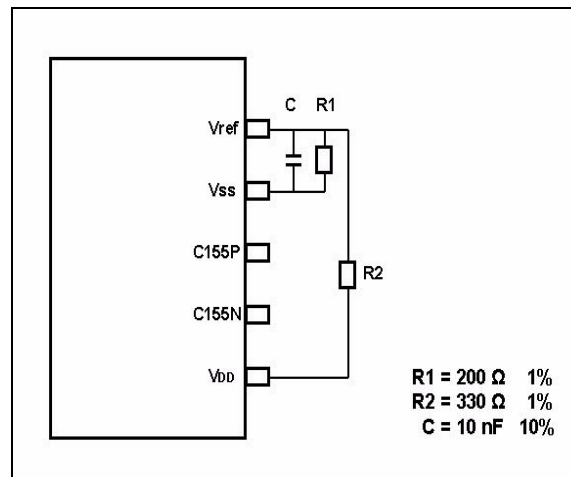 C R1
Vref
Vss
C155P
C155N
R2
VDD
R1 = 200 Ω 1%
R2 = 330 Ω 1%
C = 10 nF 10%